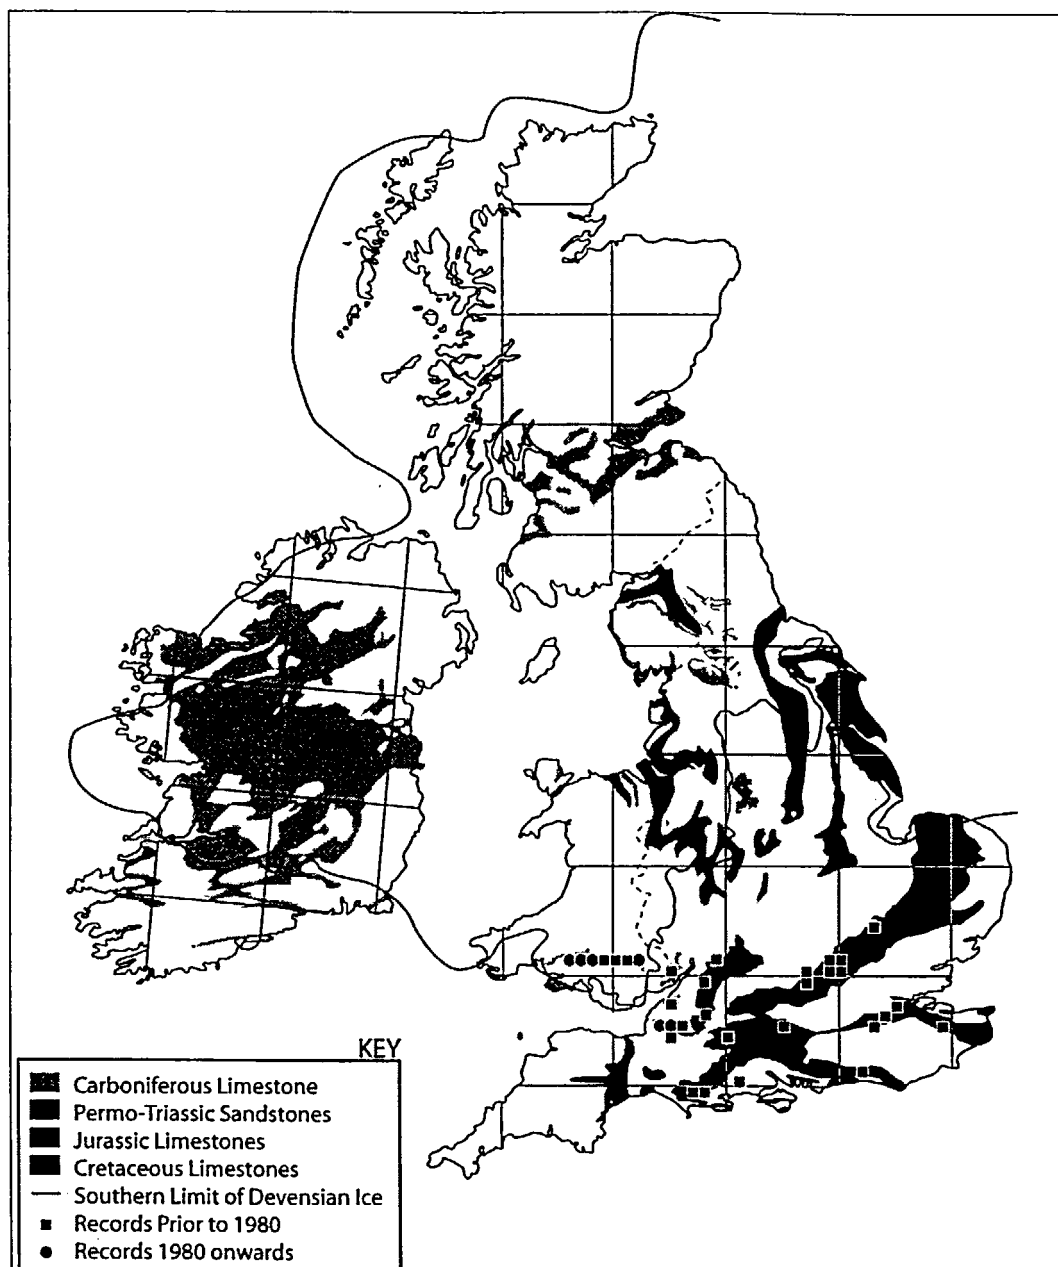 KEY
Carboniferous Limestone
Permo-Triassic Sandstones
Jurassic Limestones
Cretaceous Limestones
Southern Limit of Devensian Ice
Records Prior to 1980
Records 1980 onwards